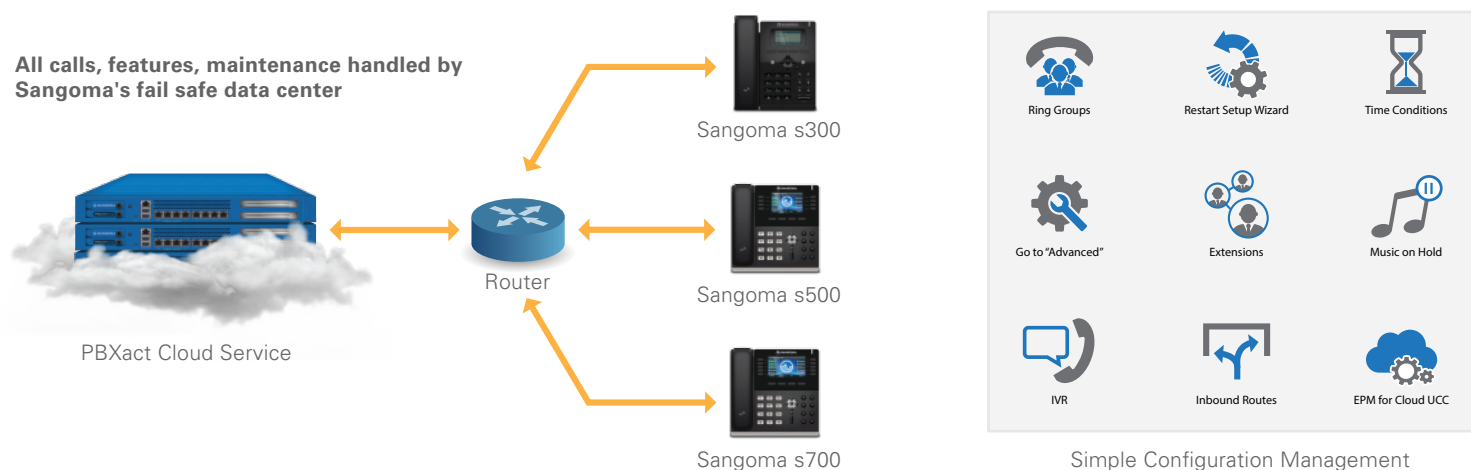 All calls, features, maintenance handled by
Sangoma's fail safe data center
PBXact Cloud Service
Router
Sangoma s300
Sangoma s500
Sangoma s700
Ring Groups
Restart Setup Wizard
Time Conditions
Go to “Advanced”
Extensions
Music on Hold
IVR
Inbound Routes
EPM for Cloud UCC
Simple Configuration Management